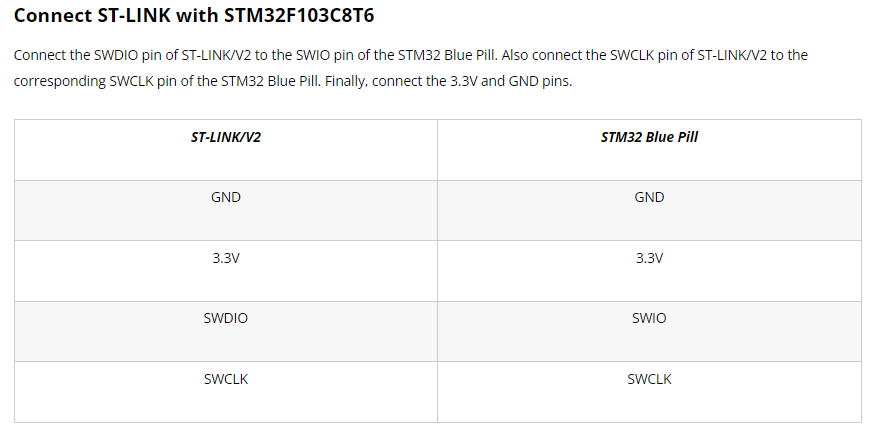 Connect ST-LINK with STM32F103C8T6
Connect the SWDIO pin of ST-LINK/V2 to the SWIO pin of the STM32 Blue Pill. Also connect the SWCLK pin of ST-LINK/V2 to the
corresponding SWCLK pin of the STM32 Blue Pill. Finally, connect the 3.3V and GND pins.
ST-LINK/V2 STM32 Blue Pill
GND GND
3.3V 3.3V
SWDIO SWIO
SWCLK SWCLK